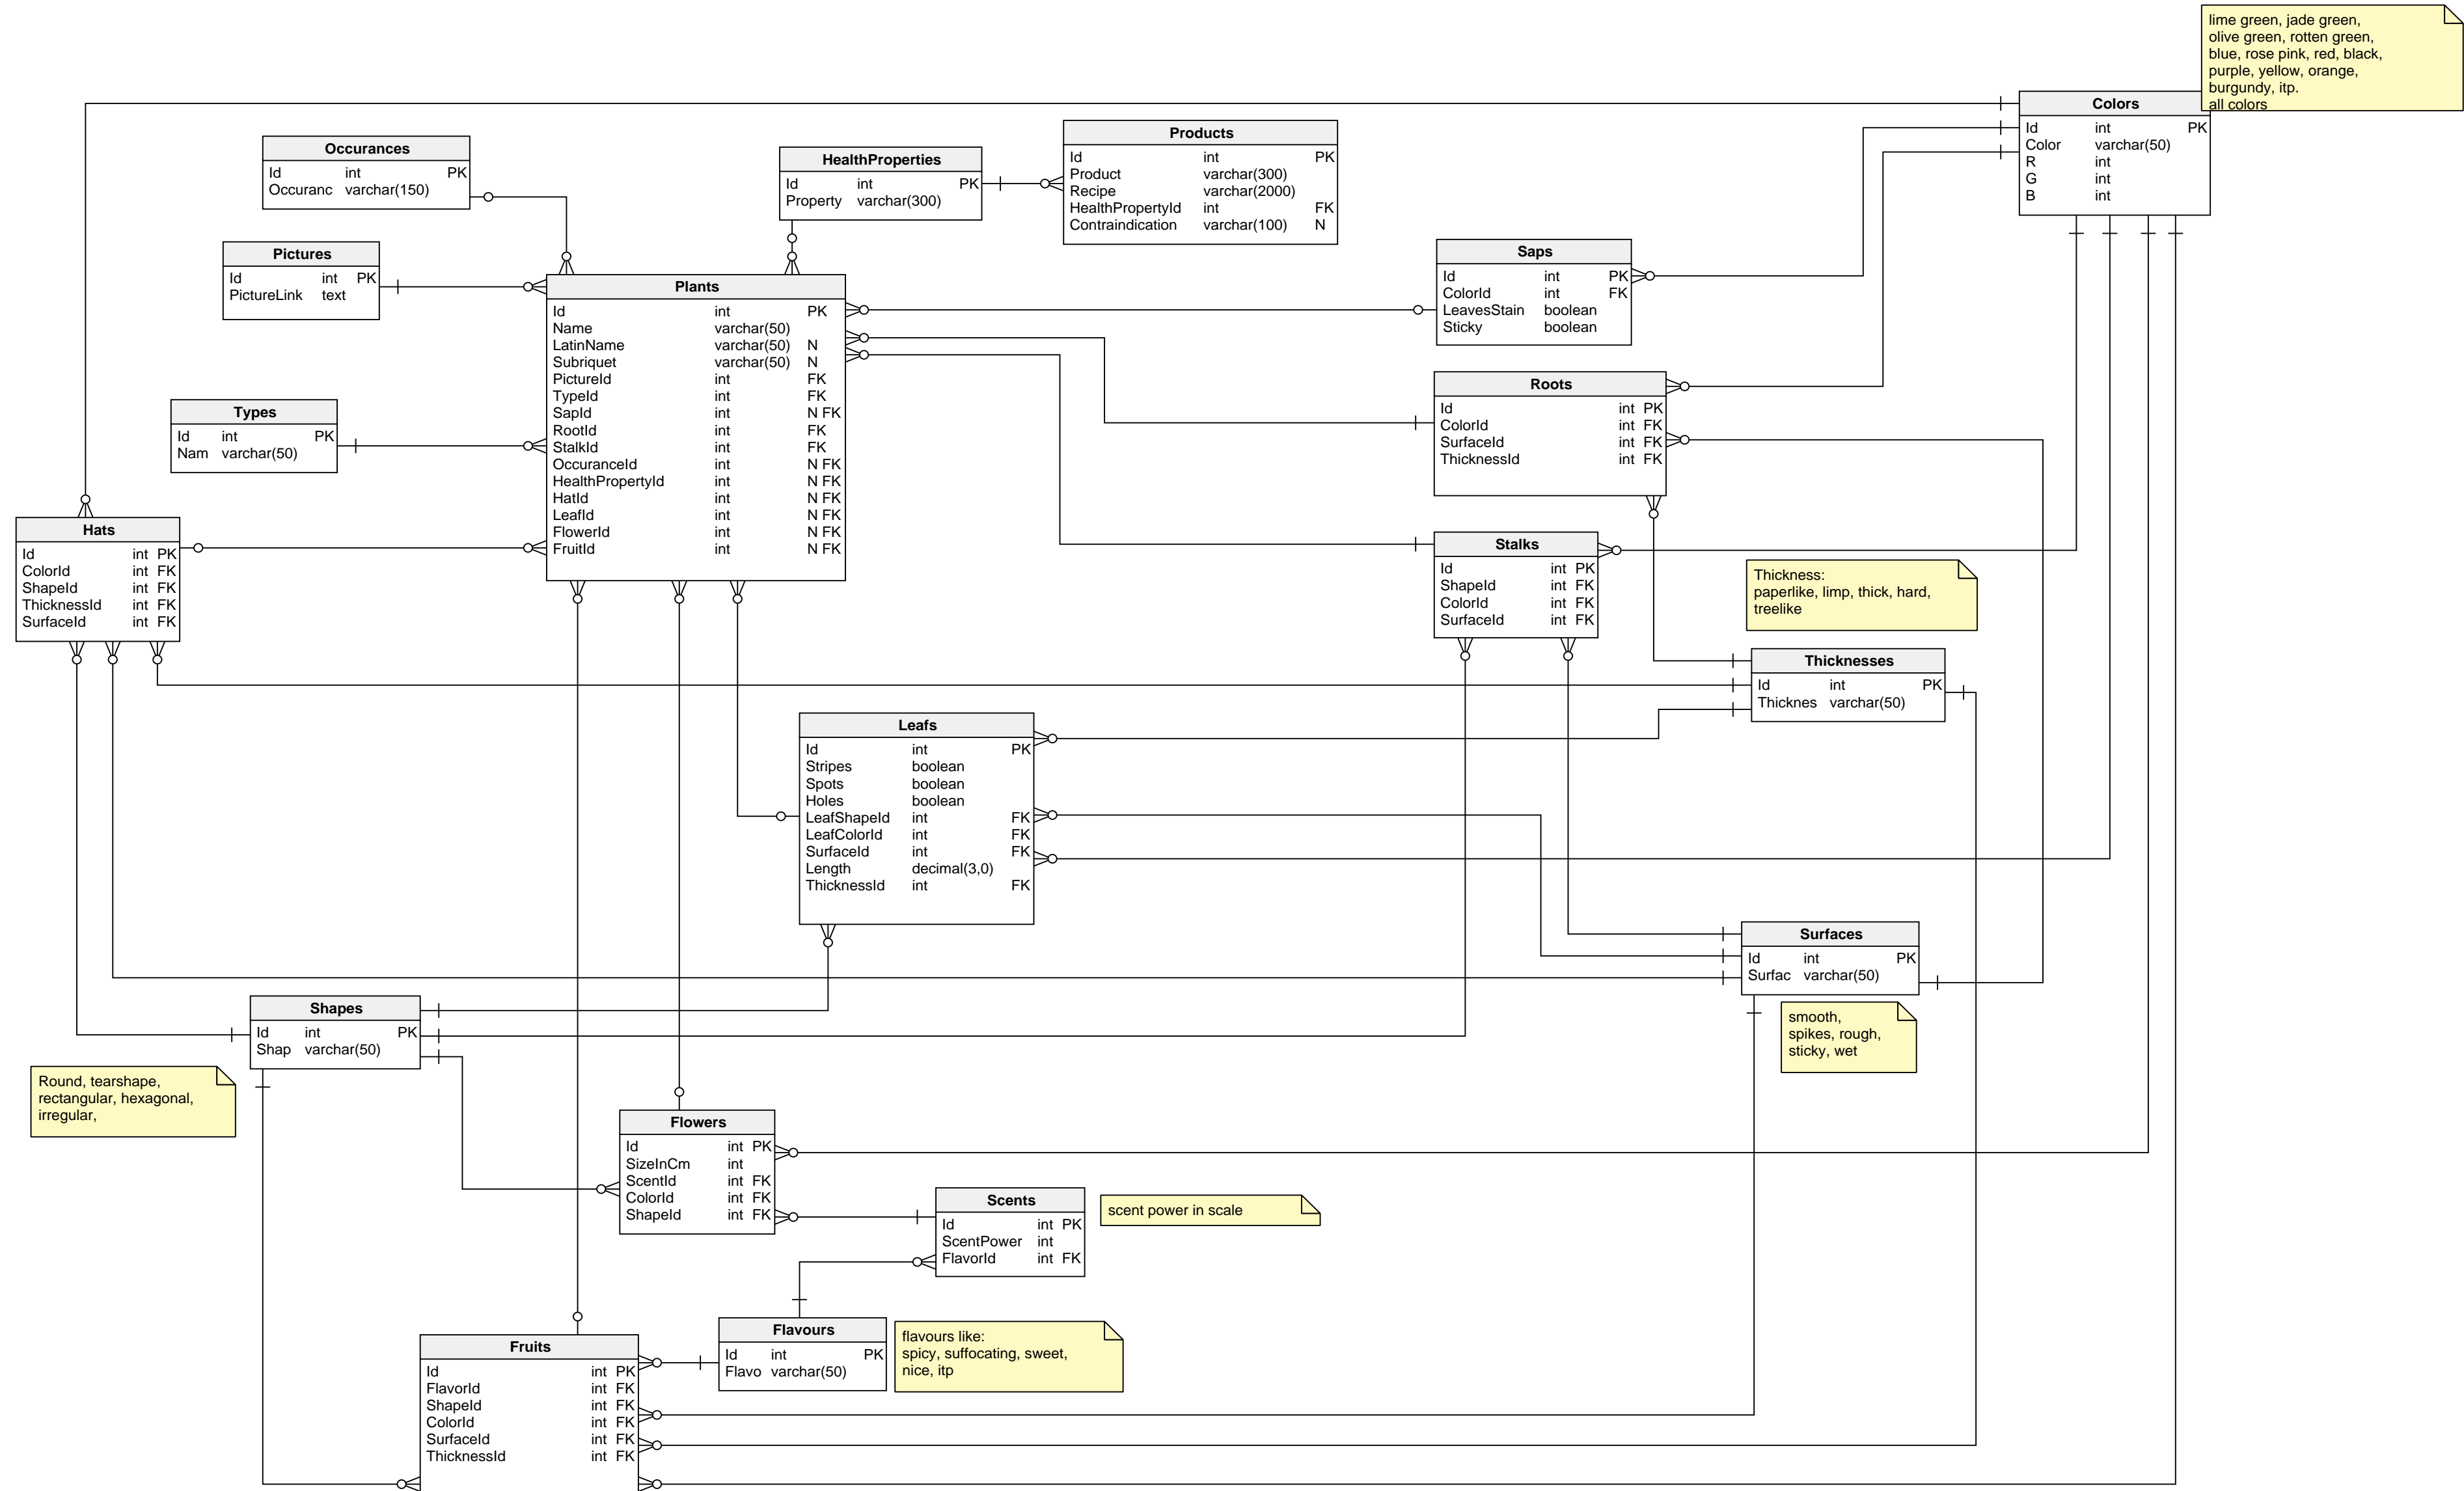 lime green, jade green,
olive green, rotten green,
blue, rose pink, red, black,
purple, yellow, orange,
burgundy, itp.
all colors
Colors
Id int PK
Color varchar(50)
R int
G int
B int
Occurances
Id int PK
Occuranc varchar(150)
HealthProperties
Id int PK
Property varchar(300)
Products
Id int PK
Product varchar(300)
Recipe varchar(2000)
HealthPropertyId int FK
Contraindication varchar(100) N
Pictures
Id int PK
PictureLink text
Plants
Id int PK
Name varchar(50)
LatinName varchar(50) N
Subriquet varchar(50) N
PictureId int FK
TypeId int FK
SapId int N FK
RootId int FK
StalkId int FK
OccuranceId int N FK
HealthPropertyId int N FK
HatId int N FK
LeafId int N FK
FlowerId int N FK
FruitId int N FK
Saps
Id int PK
ColorId int FK
LeavesStain boolean
Sticky boolean
Roots
Id int PK
ColorId int FK
SurfaceId int FK
ThicknessId int FK
Types
Id int PK
Nam varchar(50)
Hats
Id int PK
ColorId int FK
ShapeId int FK
ThicknessId int FK
SurfaceId int FK
Stalks
Id int PK
ShapeId int FK
ColorId int FK
SurfaceId int FK
Thickness:
paperlike, limp, thick, hard,
treelike
Thicknesses
Id int PK
Thicknes varchar(50)
Leafs
Id int PK
Stripes boolean
Spots boolean
Holes boolean
LeafShapeId int FK
LeafColorId int FK
SurfaceId int FK
Length decimal(3,0)
ThicknessId int FK
Surfaces
Id int PK
Surfac varchar(50)
smooth,
spikes, rough,
sticky, wet
Shapes
Id int PK
Shap varchar(50)
Round, tearshape,
rectangular, hexagonal,
irregular,
Flowers
Id int PK
SizeInCm int
ScentId int FK
ColorId int FK
ShapeId int FK
Scents
Id int PK
ScentPower int
FlavorId int FK
scent power in scale
Flavours
Id int PK
Flavo varchar(50)
flavours like:
spicy, suffocating, sweet,
nice, itp
Fruits
Id int PK
FlavorId int FK
ShapeId int FK
ColorId int FK
SurfaceId int FK
ThicknessId int FK